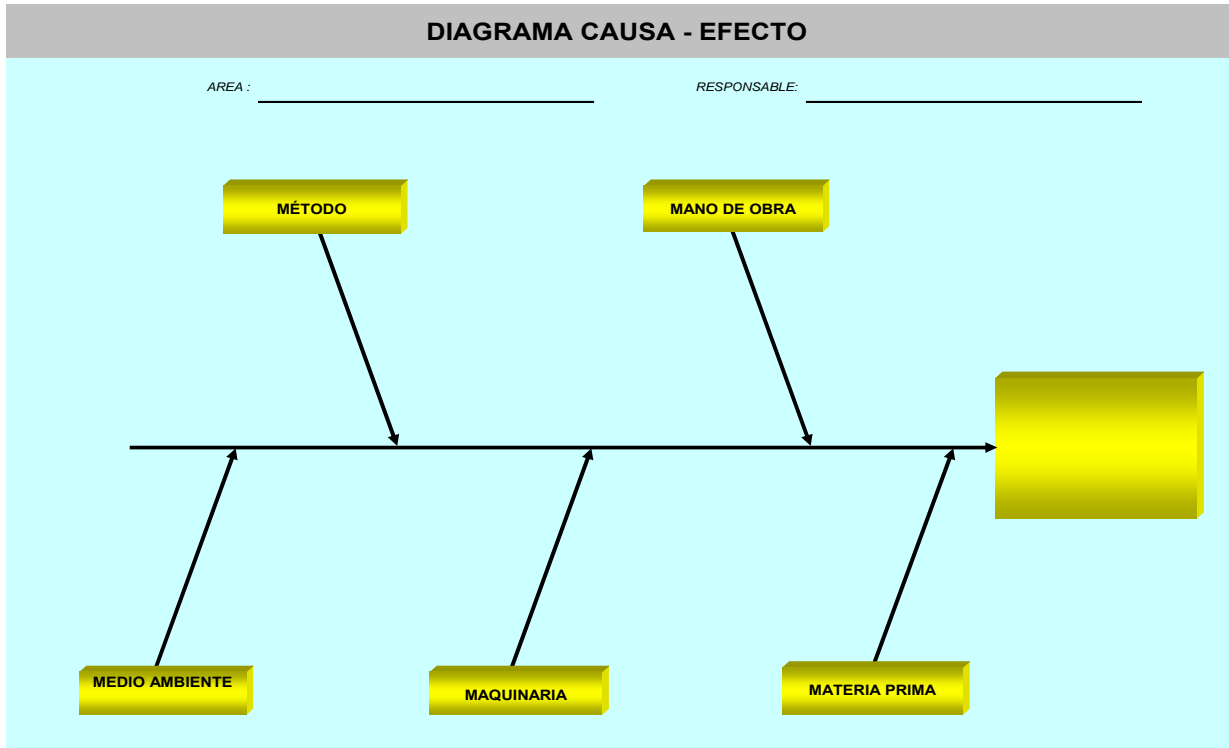 DIAGRAMA CAUSA - EFECTO
AREA :
RESPONSABLE:
MÉTODO
MANO DE OBRA
MEDIO AMBIENTE
MAQUINARIA
MATERIA PRIMA